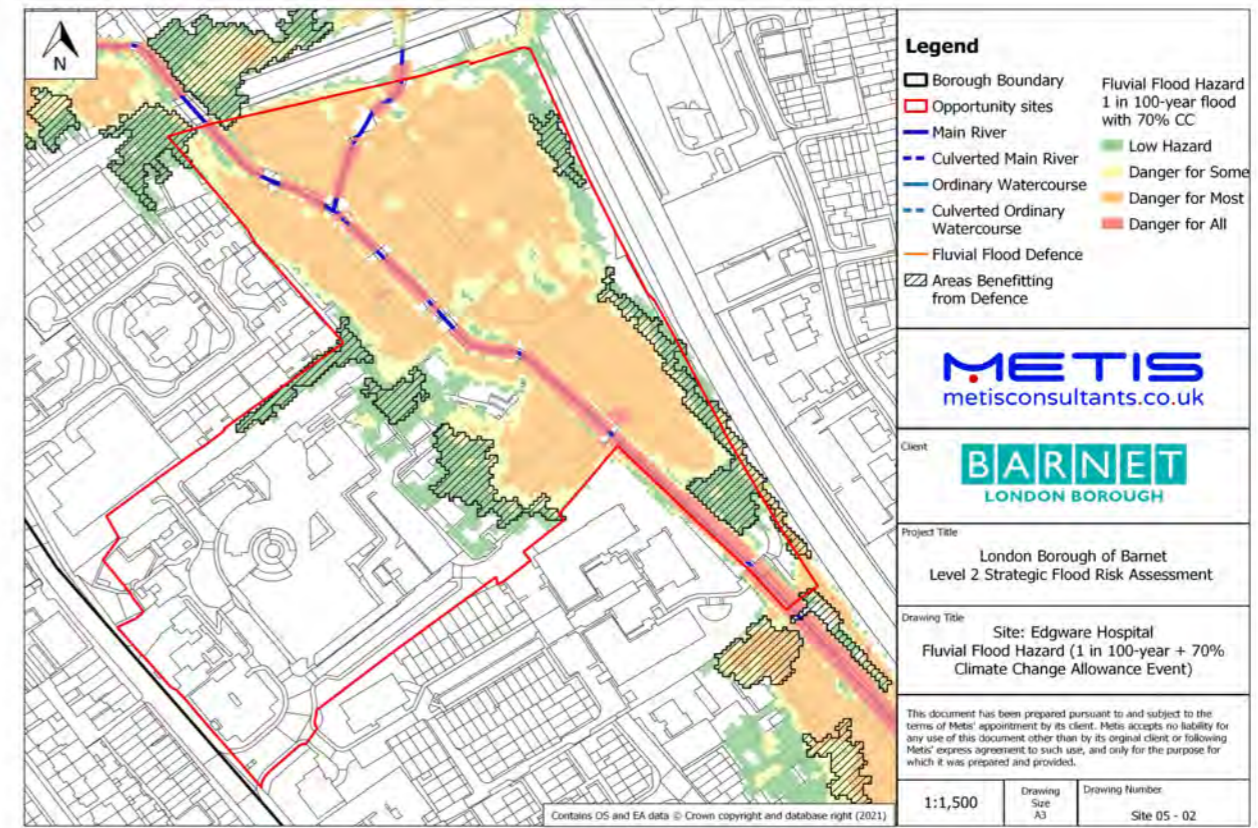 N
Legend
Borough Boundary
Opportunity sites
Main River
Culverted Main River
Ordinary Watercourse
Culverted Ordinary
Watercourse
Fluvial Flood Defence
Areas Benefitting
from Defence
Fluvial Flood Hazard
1 in 100-year flood
with 70% CC
Low Hazard
Danger for Some
Danger for Most
Danger for All
METIS
metisconsultants.co.uk
Client
BARNET
LONDON BOROUGH
Project Title
London Borough of Barnet
Level 2 Strategic Flood Risk Assessment
Drawing Title
Site: Edgware Hospital
Fluvial Flood Hazard (1 in 100-year + 70%
Climate Change Allowance Event)
This document has been prepared pursuant to and subject to the
terms of Metis' appointment by its client. Metis accepts no liability for
any use of this document other than by its orginal client or following
Metis' express agreement to such use, and only for the purpose for
which it was prepared and provided.
1:1,500
Drawing
Size
A3
Drawing Number
Site 05 - 02
Contains OS and EA data © Crown copyright and database right (2021)